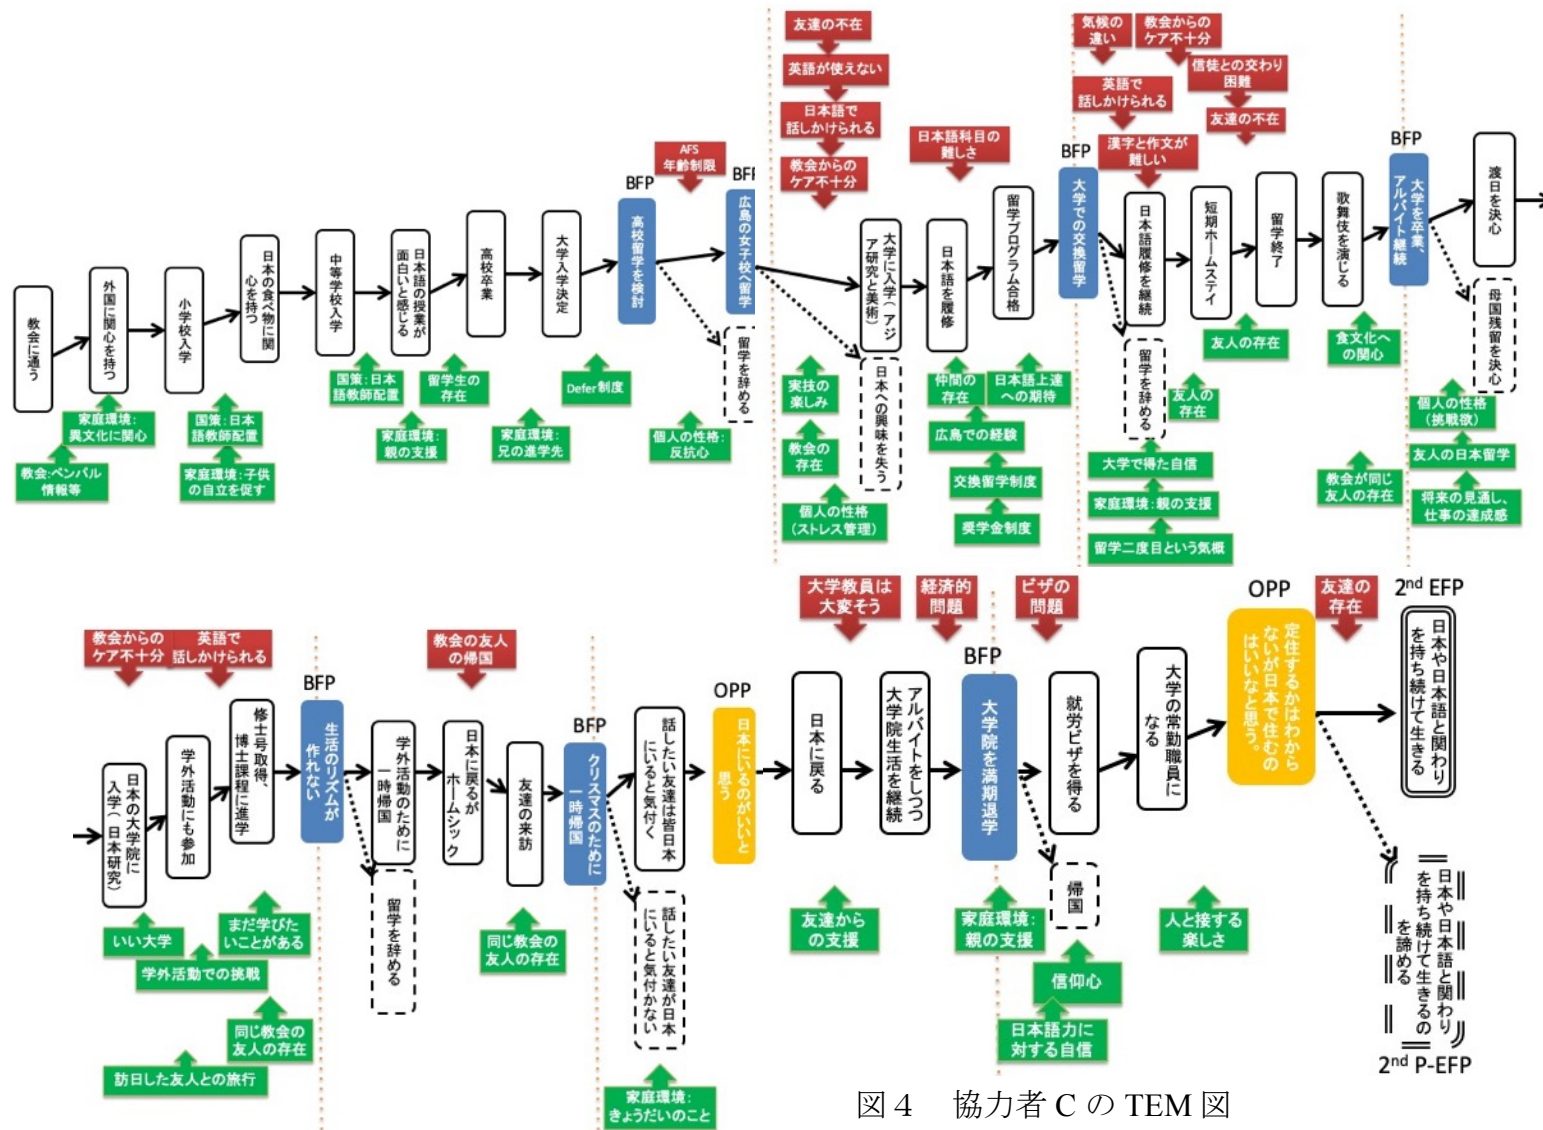 友達の不在
英語が使えない
日本語で
話しかけられる
教会からの
ケア不十分
気候の
違い
教会からの
ケア不十分
信徒との交わり
困難
英語で
話しかけられる
友達の不在
漢字と作文が
難しい
日本語科目の
難しさ
AFS
年齢制限
教会に通う
外国に関心を持つ
小学校入学
日本の食べ物に関
心を持つ
中等学校入学
日本語の授業が
面白いと感じる
高校卒業
大学入学決定
BFP
高校留学を検討
BFP
広島の女子校へ留学
留学を辞める
大学に入学(アジ
ア研究と美術)
日本への興味を失う
日本語を履修
留学プログラム合格
BFP
大学での交換留学
日本語履修を継続
留学を辞める
短期ホームステイ
留学終了
歌舞伎を演じる
BFP
大学を卒業、
アルバイト継続
渡日を決心
母国残留を決心
家庭環境:
異文化に関心
教会:ペンパル
情報等
国策:日本
語教師配置
家庭環境:子供
の自立を促す
国策:日本
語教師配置
家庭環境:
親の支援
留学生の
存在
家庭環境:
兄の進学先
Defer制度
個人の性格:
反抗心
実技の
楽しみ
教会の
存在
個人の性格
(ストレス管理)
仲間の
存在
日本語上達
への期待
広島での経験
交換留学制度
奨学金制度
友人の
存在
大学で得た自信
家庭環境:親の支援
留学二度目という気概
友人の存在
食文化へ
の関心
教会が同じ
友人の存在
個人の性格
(挑戦欲)
友人の日本留学
将来の見通し、
仕事の達成感
教会からの
ケア不十分
英語で
話しかけられる
教会の友人
の帰国
大学教員は
大変そう
経済的
問題
ビザの
問題
友達の
存在
日本の大学院に
入学(日本研究)
学外活動にも参加
修士号取得、
博士課程に進学
BFP
生活のリズムが
作れない
学外活動のために
一時帰国
留学を辞める
日本に戻るが
ホームシック
友達の来訪
BFP
クリスマスのために
一時帰国
話したい友達は皆日本
にいると気付く
話したい友達が日本
にいると気付かない
OPP
日本にいるのがいいと
思う
日本に戻る
アルバイトをしつつ
大学院生活を継続
BFP
大学院を満期退学
就労ビザを得る
帰国
大学の常勤職員に
なる
OPP
定住するかはわから
ないが日本で住むの
はいいなと思う。
2nd EFP
日本や日本語と関わり
を持ち続けて生きる
日本や日本語と関わり
を持ち続けて生きるの
を諦める
2nd P-EFP
いい大学
まだ学びた
いことがある
学外活動での挑戦
同じ教会の
友人の存在
訪日した友人との旅行
同じ教会の
友人の存在
家庭環境:
きょうだいのこと
友達から
の支援
家庭環境:
親の支援
信仰心
日本語力に
対する自信
人と接する
楽しさ
図4 協力者CのTEM図